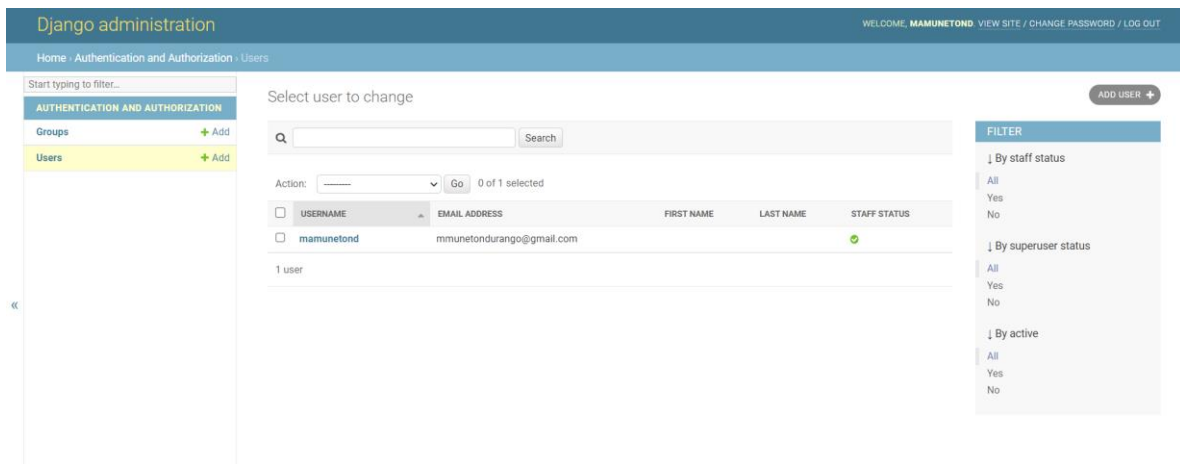 Django administration
WELCOME, MAMUNETOND. VIEW SITE / CHANGE PASSWORD / LOG OUT
Home › Authentication and Authorization › Users
Start typing to filter...
AUTHENTICATION AND AUTHORIZATION
Groups + Add
Users + Add
«
Select user to change
ADD USER +
Search
Action: --------- Go 0 of 1 selected
USERNAME EMAIL ADDRESS FIRST NAME LAST NAME STAFF STATUS
mamunetond mmunetondurango@gmail.com
1 user
FILTER
↓ By staff status
All
Yes
No
↓ By superuser status
All
Yes
No
↓ By active
All
Yes
No